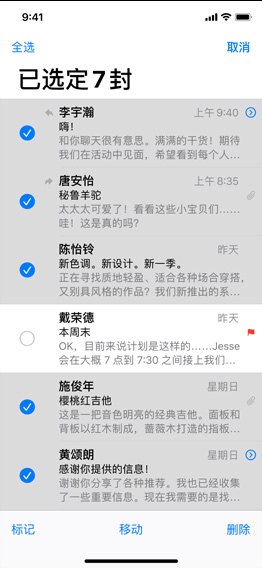 9:41
全选
取消
已选定 7 封
李宇瀚
上午 9:40
嗨!
和你聊天很有意思。满满的干货！期待
我们在活动中见面，希望看到每个人…
唐安怡
上午 8:35
秘鲁羊驼
太太太可爱了！看看这些小宝贝们……
哇！这是真的吗？
陈怡铃
昨天
新色调。新设计。新一季。
正在寻找质地轻盈、适合各种场合穿搭，
又别具风格的作品？我们新推出的系…
戴荣德
昨天
本周末
OK，目前来说计划是这样的……Jesse
会在大概 7 点到 7:30 之间接上我们…
施俊年
星期日
樱桃红吉他
这是一把音色明亮的经典吉他。面板和
背板以红木制成，蔷薇木打造的指板…
黄颂朗
星期日
感谢你提供的信息！
谢谢你分享了各种推荐。我也已经收集
了一些重要信息。现在我需要的是找…
标记
移动
删除